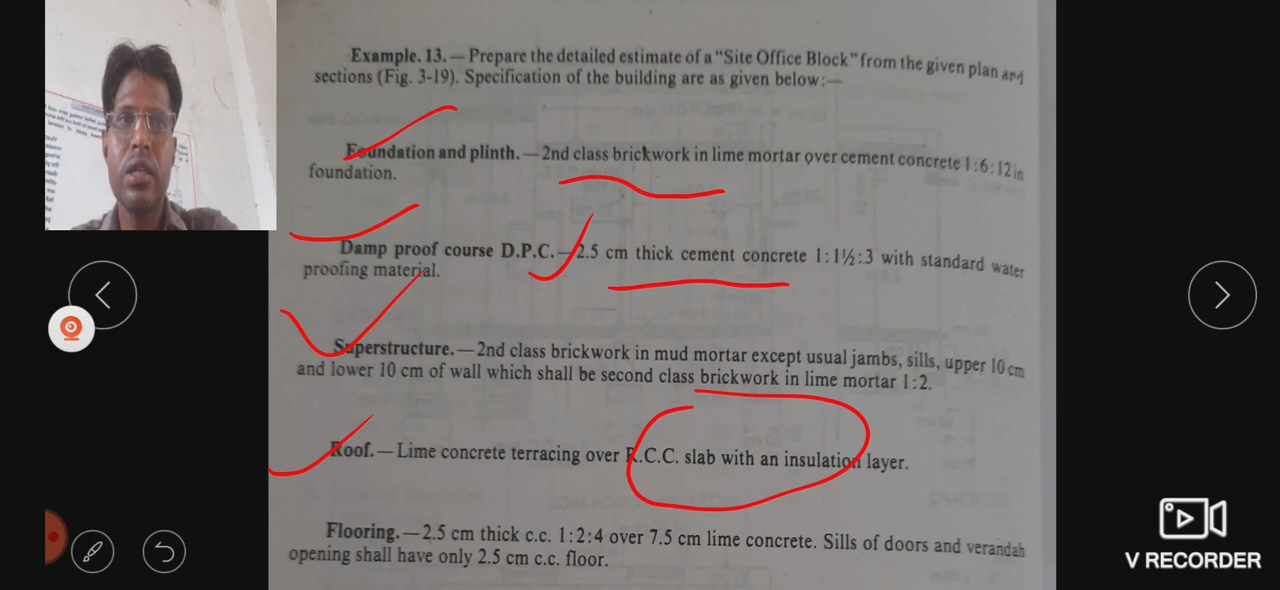 Example. 13.— Prepare the detailed estimate of a "Site Office Block" from the given plan and
sections (Fig. 3-19). Specification of the building are as given below:—
Foundation and plinth. — 2nd class brickwork in lime mortar over cement concrete 1:6:12 in
foundation.
Damp proof course D.P.C.—2.5 cm thick cement concrete 1:1½:3 with standard water
proofing material.
Superstructure. — 2nd class brickwork in mud mortar except usual jambs, sills, upper 10 cm
and lower 10 cm of wall which shall be second class brickwork in lime mortar 1:2.
Roof.— Lime concrete terracing over R.C.C. slab with an insulation layer.
Flooring.— 2.5 cm thick c.c. 1:2:4 over 7.5 cm lime concrete. Sills of doors and verandah
opening shall have only 2.5 cm c.c. floor.
V RECORDER